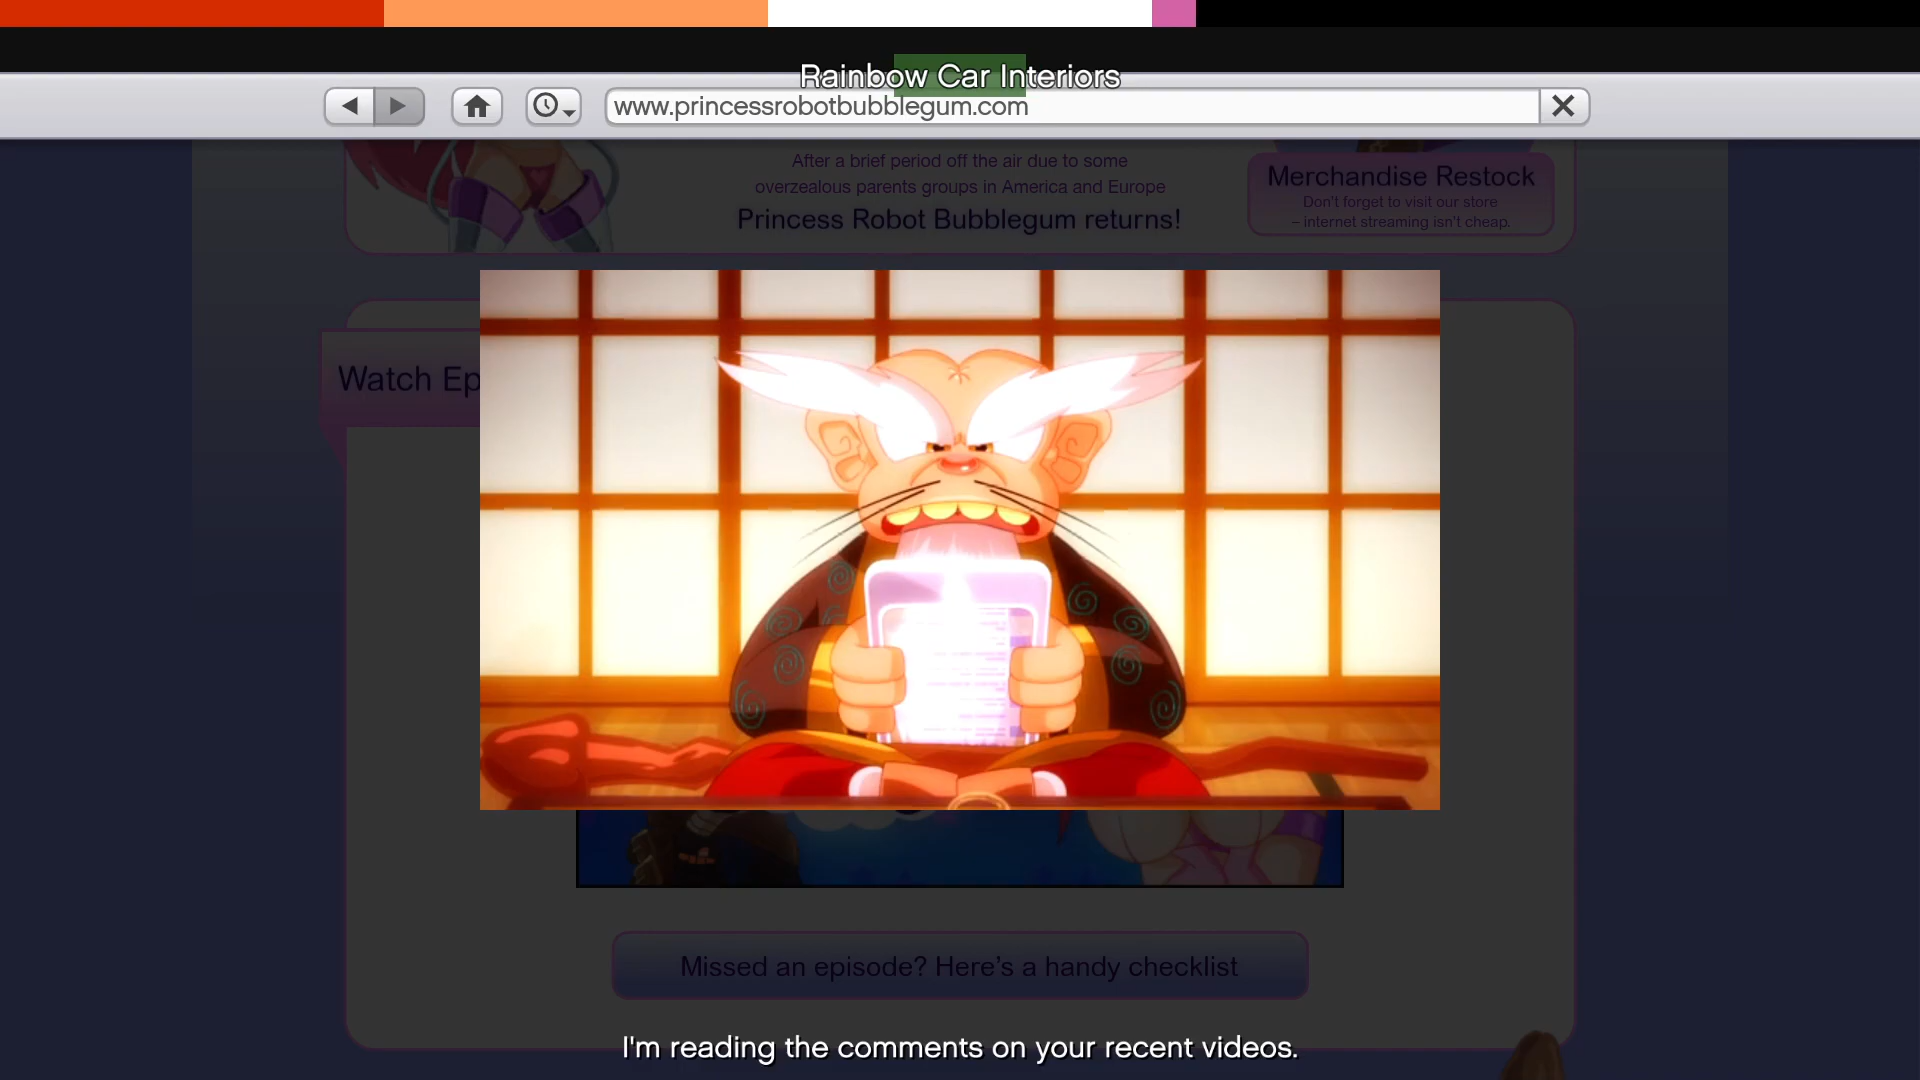 Rainbow Car Interiors
www.princessrobotbubblegum.com
After a brief period off the air due to some
overzealous parents groups in America and Europe
Princess Robot Bubblegum returns!
Merchandise Restock
Don't forget to visit our store
– internet streaming isn't cheap.
Watch Ep
Missed an episode? Here's a handy checklist
I'm reading the comments on your recent videos.